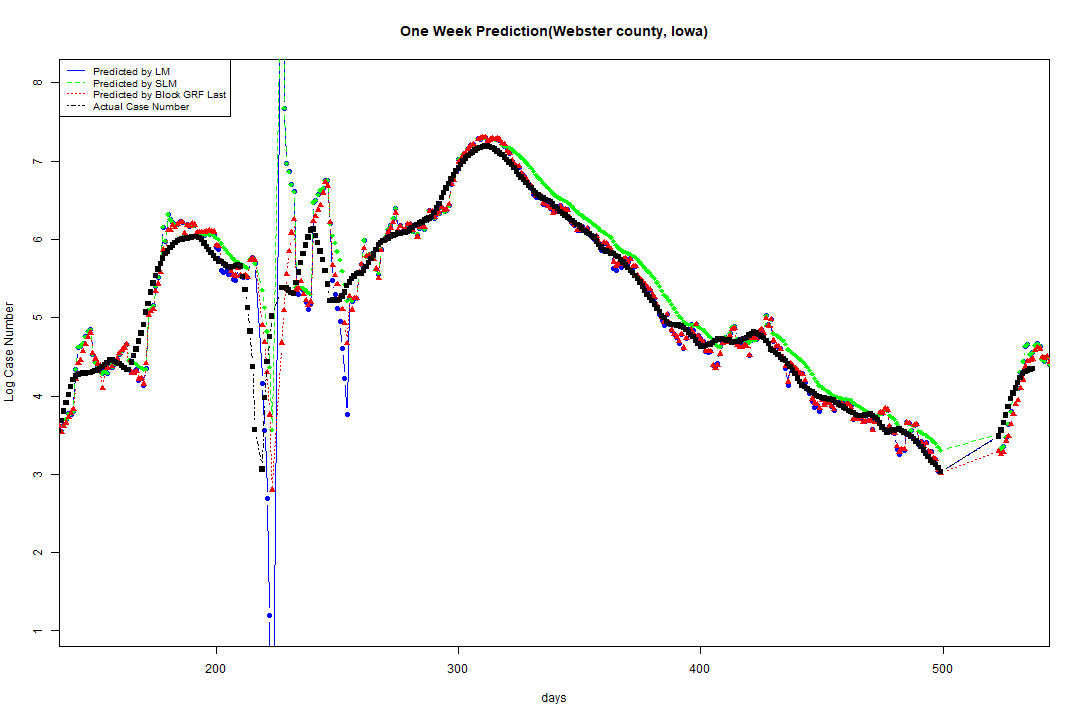 One Week Prediction(Webster county, Iowa)
Predicted by LM
Predicted by SLM
Predicted by Block GRF Last
Actual Case Number
8
7
6
5
4
3
2
1
Log Case Number
200
300
400
500
days